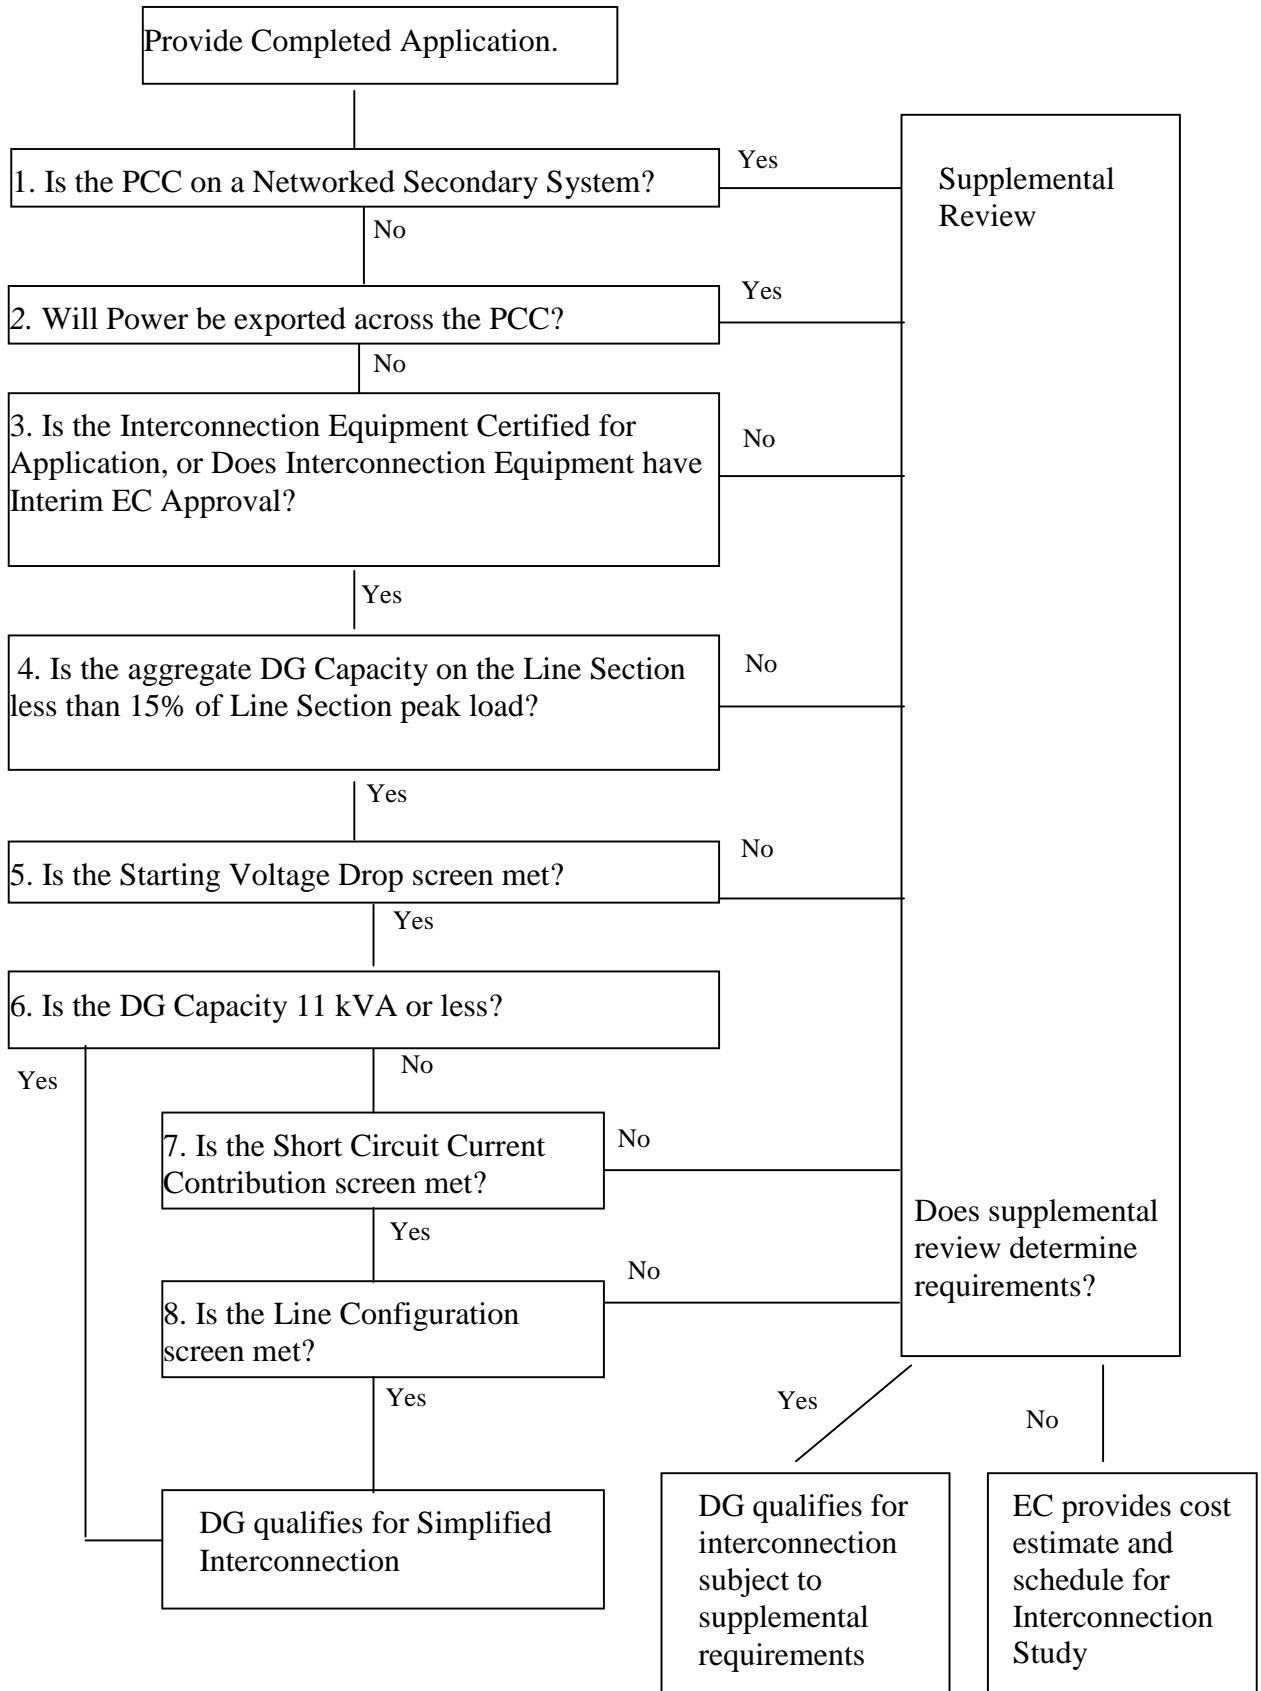 Provide Completed Application.
1. Is the PCC on a Networked Secondary System?
Yes
Supplemental
Review
No
2. Will Power be exported across the PCC?
Yes
No
3. Is the Interconnection Equipment Certified for
Application, or Does Interconnection Equipment have
Interim EC Approval?
No
Yes
4. Is the aggregate DG Capacity on the Line Section
less than 15% of Line Section peak load?
No
Yes
5. Is the Starting Voltage Drop screen met?
No
Yes
6. Is the DG Capacity 11 kVA or less?
Yes
No
7. Is the Short Circuit Current
Contribution screen met?
No
Yes
8. Is the Line Configuration
screen met?
No
Does supplemental
review determine
requirements?
Yes
Yes
No
DG qualifies for Simplified
Interconnection
DG qualifies for
interconnection
subject to
supplemental
requirements
EC provides cost
estimate and
schedule for
Interconnection
Study